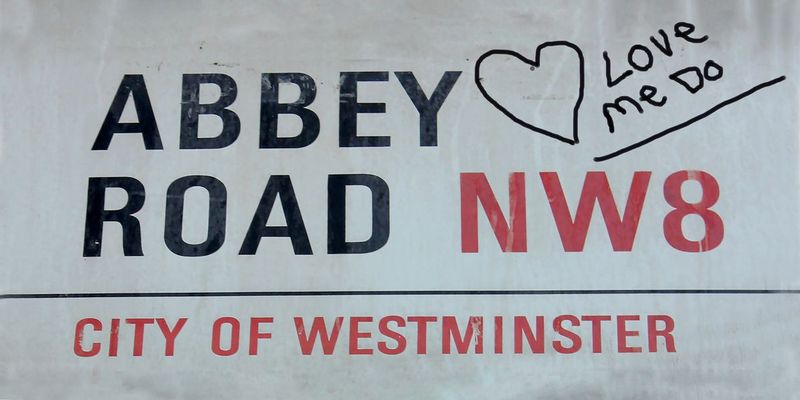 ABBEY
Love
me Do
ROAD NW8
CITY OF WESTMINSTER